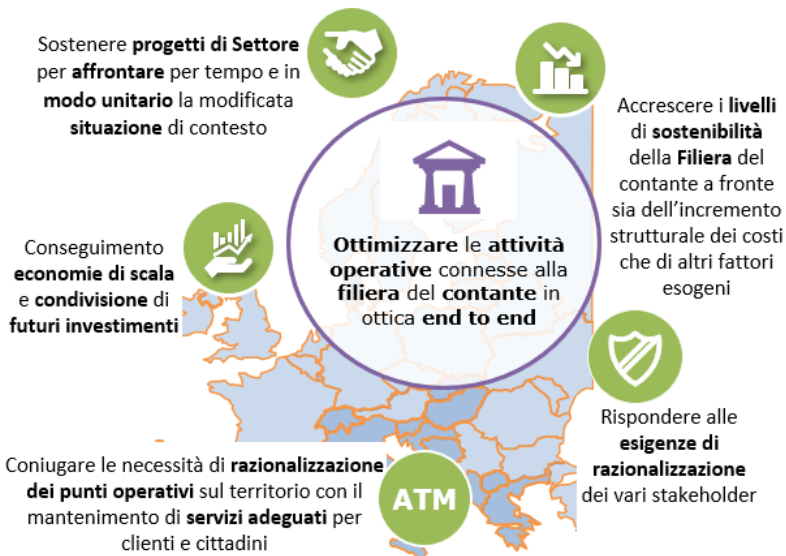 Sostenere progetti di Settore
per affrontare per tempo e in
modo unitario la modificata
situazione di contesto
Accrescere i livelli
di sostenibilità
della Filiera del
contante a fronte
sia dell'incremento
strutturale dei costi
che di altri fattori
esogeni
Ottimizzare le attività
operative connesse alla
filiera del contante in
ottica end to end
Conseguimento
economie di scala
e condivisione di
futuri investimenti
Rispondere alle
esigenze di
razionalizzazione
dei vari stakeholder
Coniugare le necessità di razionalizzazione
dei punti operativi sul territorio con il
mantenimento di servizi adeguati per
clienti e cittadini
ATM